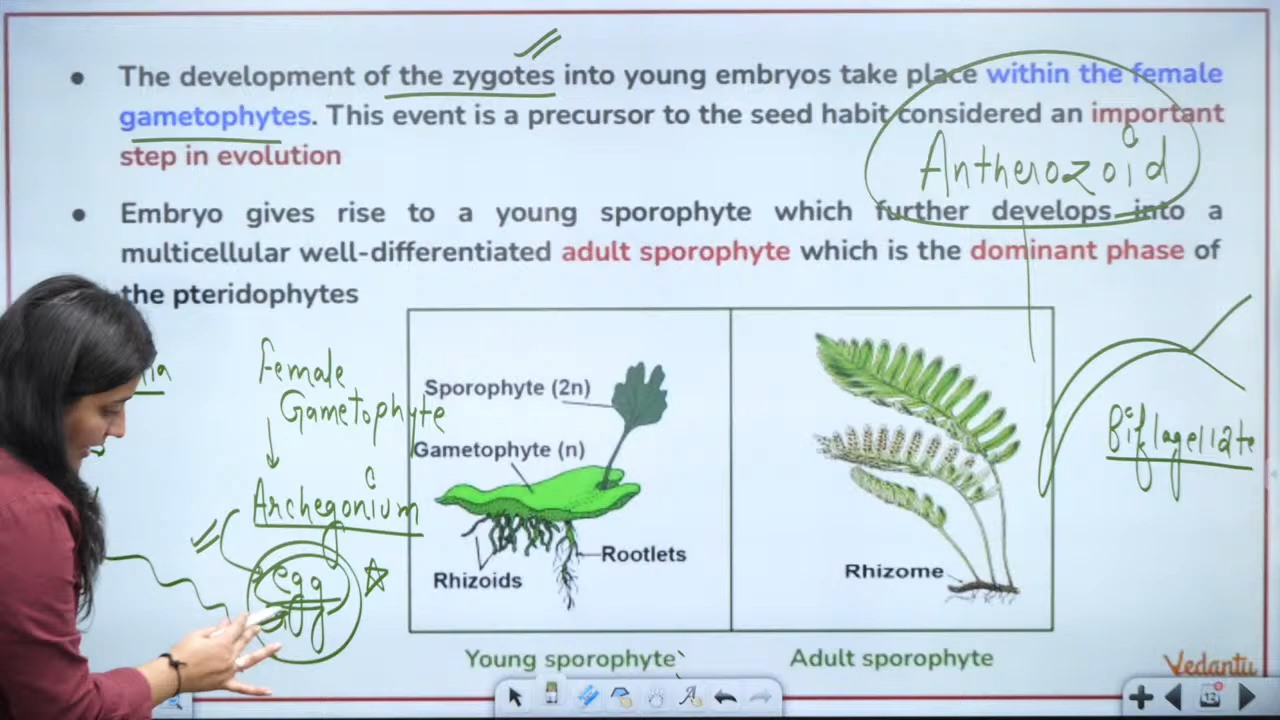 The development of the zygotes into young embryos take place within the female
gametophytes. This event is a precursor to the seed habit considered an important
step in evolution
Antherozoid
Embryo gives rise to a young sporophyte which further develops into a
multicellular well-differentiated adult sporophyte which is the dominant phase of
the pteridophytes
Female
Gametophyte
Archegonium
egg
Sporophyte (2n)
Gametophyte (n)
Rhizoids
Rootlets
Young sporophyte
Rhizome
Adult sporophyte
Biflagellate
Vedantu
12